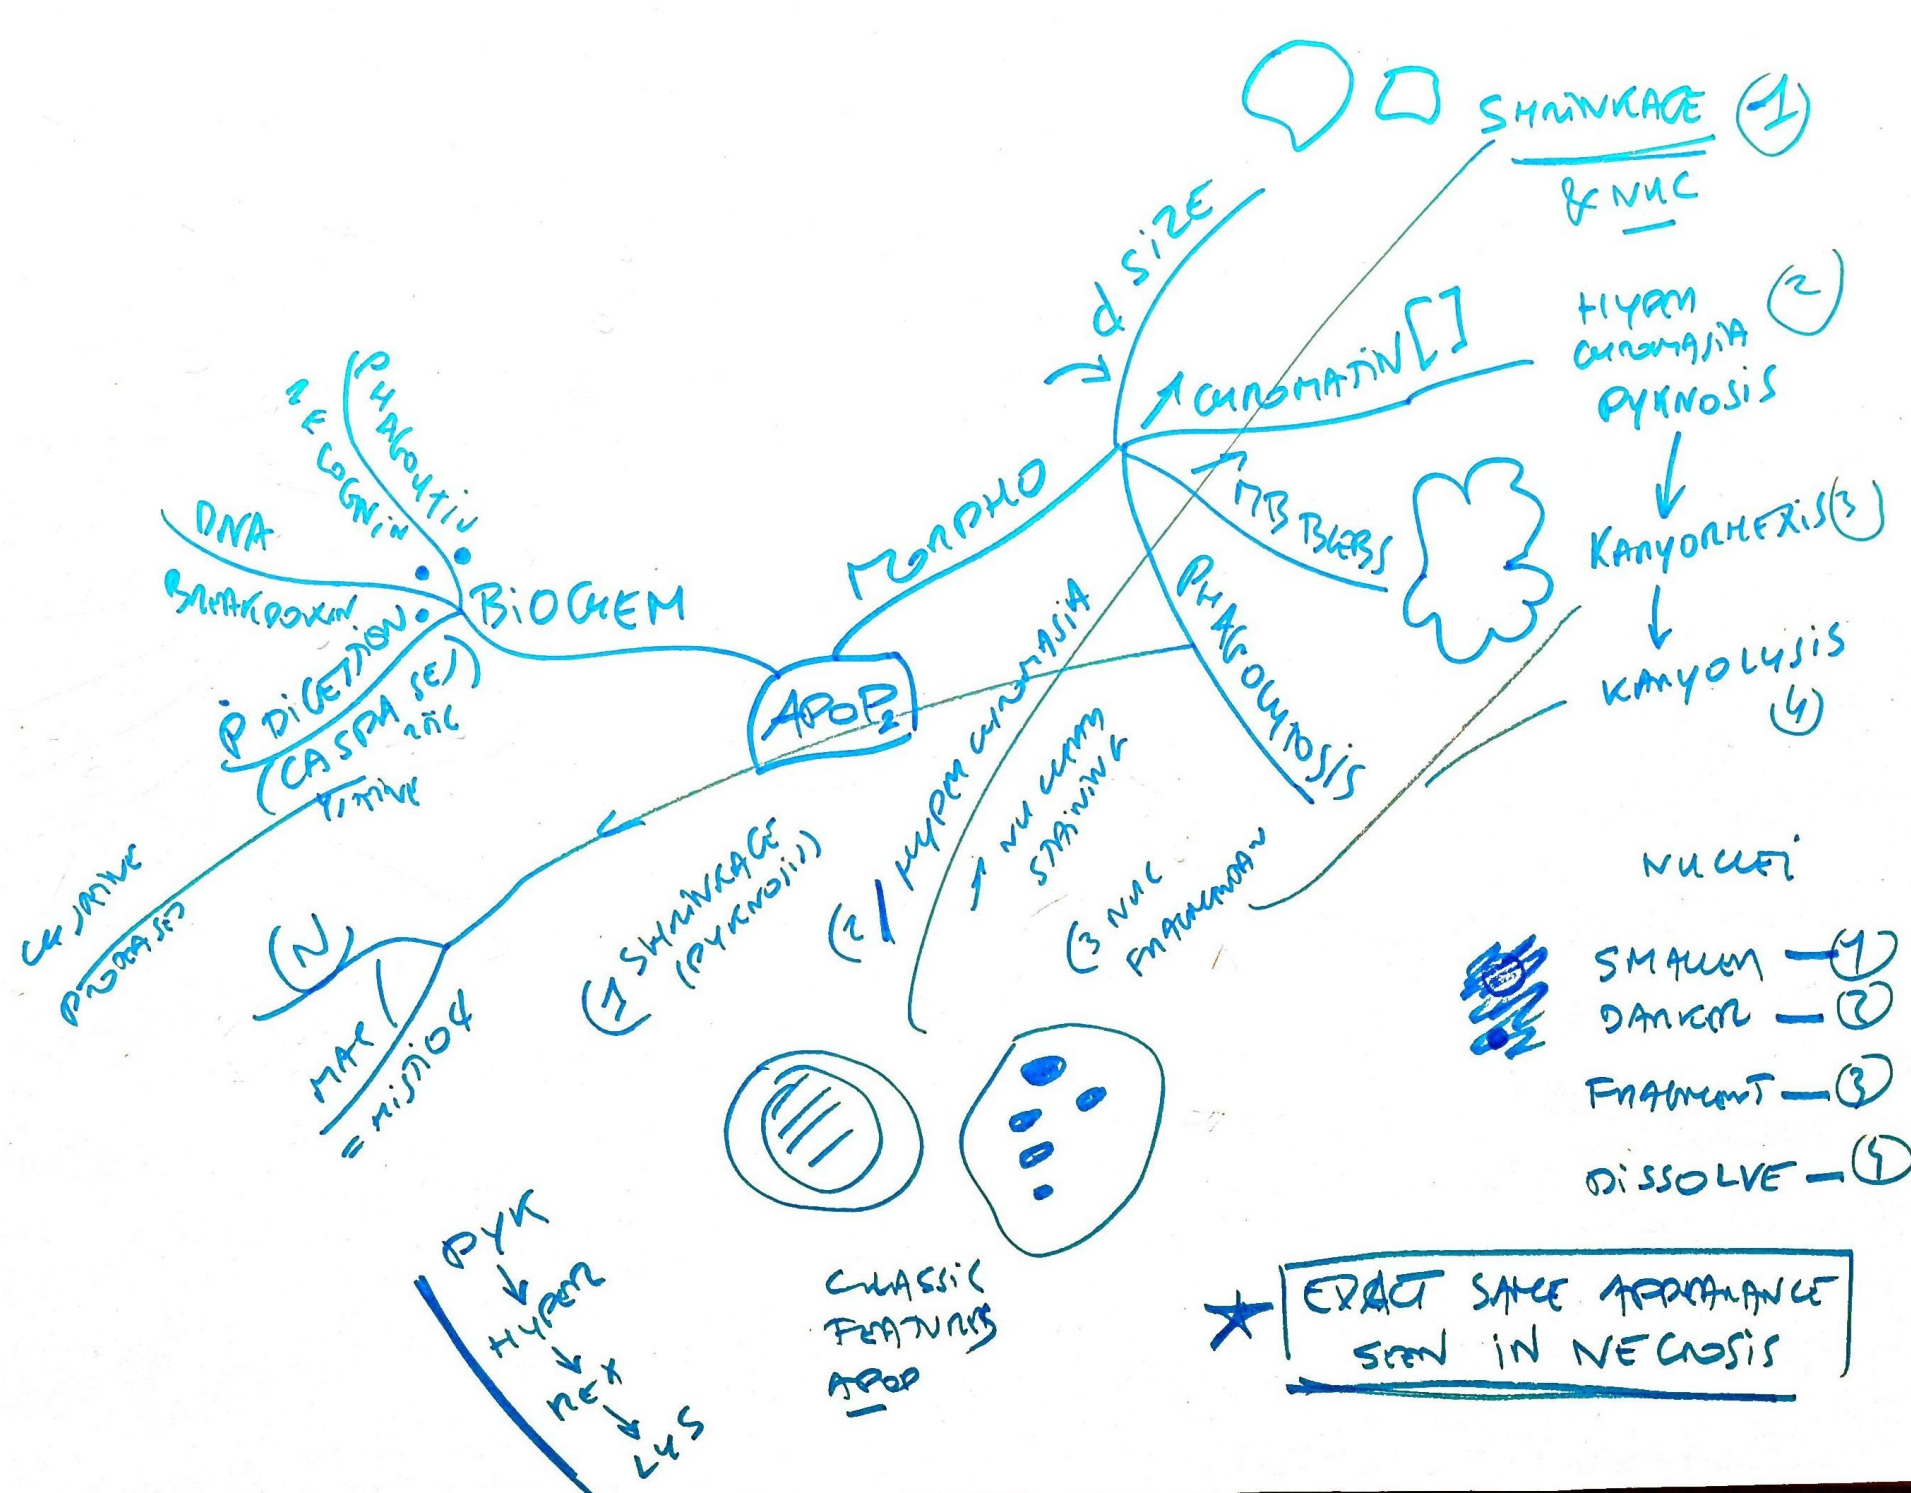 SHRINKAGE 1
& NUC
↓d SIZE
↑ CHROMATIN [ ]
HYPER 2
CHROMASIA
PYKNOSIS
↓
KARYORHEXIS 3
↓
KARYOLYSIS
4
↑ MB BLEBS
PHAGOCYTOSIS
MORPHO
APOP2
BIOCHEM
PHAGOCYTIC
RECOGNIN
DNA
BREAKDOWN
P DIGETION
(CASPASES)
CYSTEINE
PROTEASES
N
MAC
= HISTIO4
(1 SHRINKAGE
(PYKNOSIS)
(2 HYPERCHROMASIA
↑ NUCLEAR
STAINING
(3 NUC
FRAGMENTATION
NUCLEI
SMALLER — 1
DARKER — 2
FRAGMENT — 3
DISSOLVE — 4
PYK
↓
HYPER
↓
REX
↓
LYS
CLASSIC
FEATURES
APOP
★ EXACT SAME APPEARANCE
SEEN IN NECROSIS